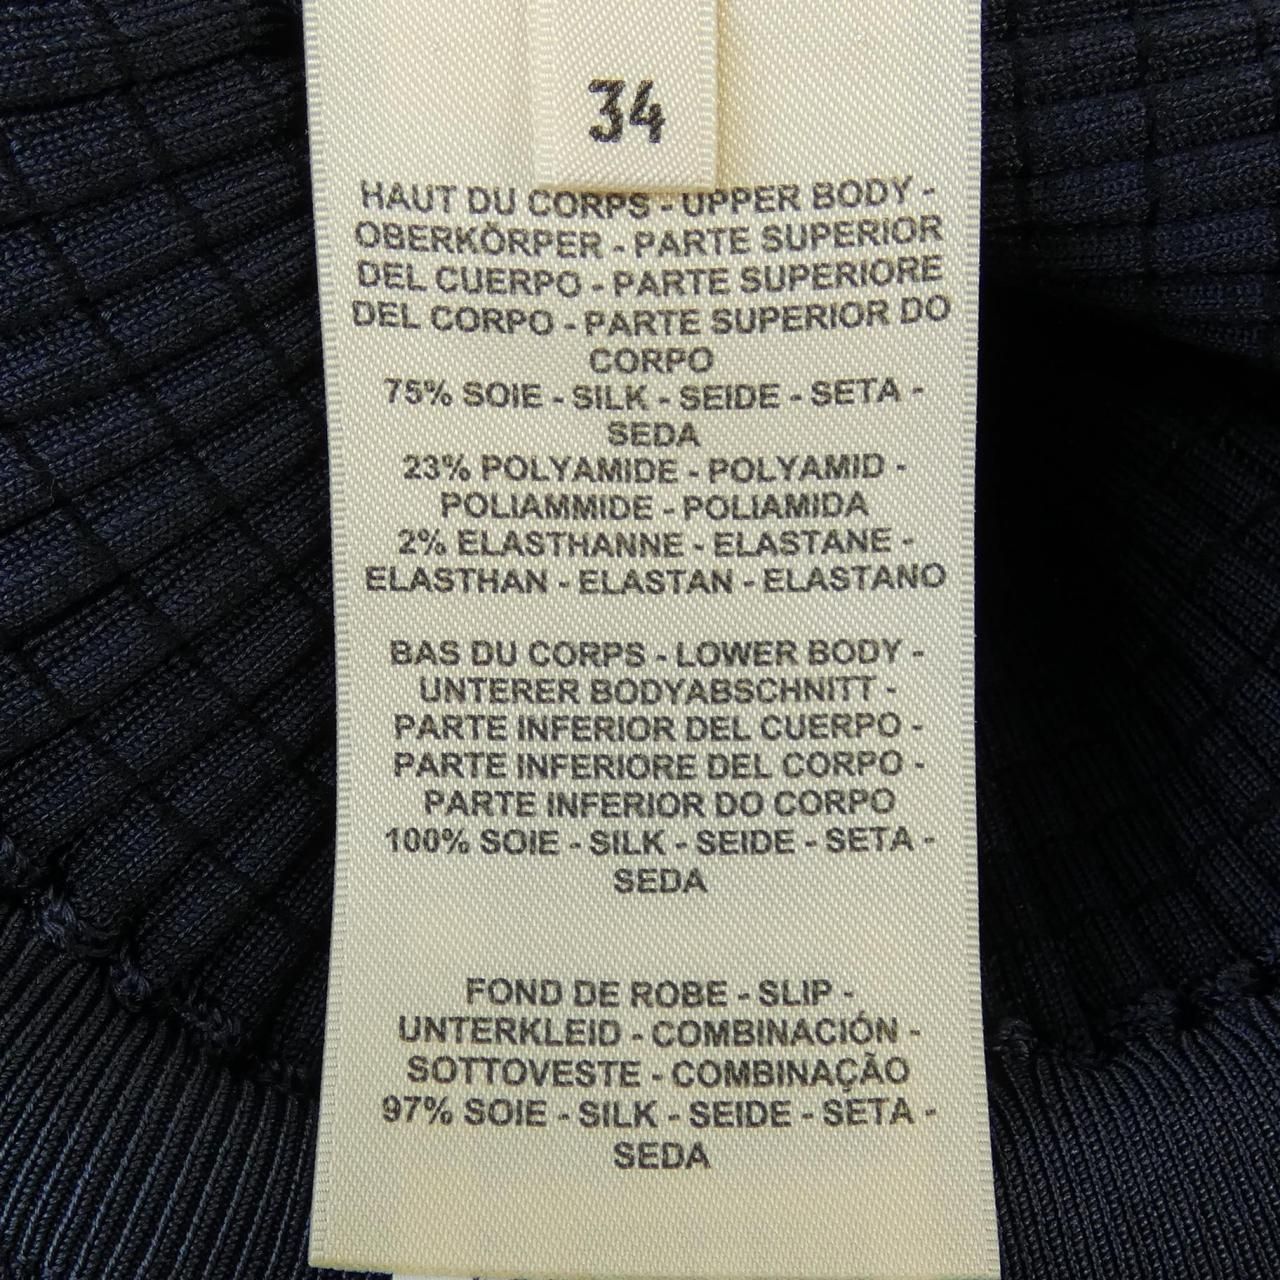 34
HAUT DU CORPS - UPPER BODY -
OBERKÖRPER - PARTE SUPERIOR
DEL CUERPO - PARTE SUPERIORE
DEL CORPO - PARTE SUPERIOR DO
CORPO
75% SOIE - SILK - SEIDE - SETA -
SEDA
23% POLYAMIDE - POLYAMID -
POLIAMMIDE - POLIAMIDA
2% ELASTHANNE - ELASTANE -
ELASTHAN - ELASTAN - ELASTANO
BAS DU CORPS - LOWER BODY -
UNTERER BODYABSCHNITT -
PARTE INFERIOR DEL CUERPO -
PARTE INFERIORE DEL CORPO -
PARTE INFERIOR DO CORPO
100% SOIE - SILK - SEIDE - SETA -
SEDA
FOND DE ROBE - SLIP -
UNTERKLEID - COMBINACIÓN -
SOTTOVESTE - COMBINAÇÃO
97% SOIE - SILK - SEIDE - SETA -
SEDA